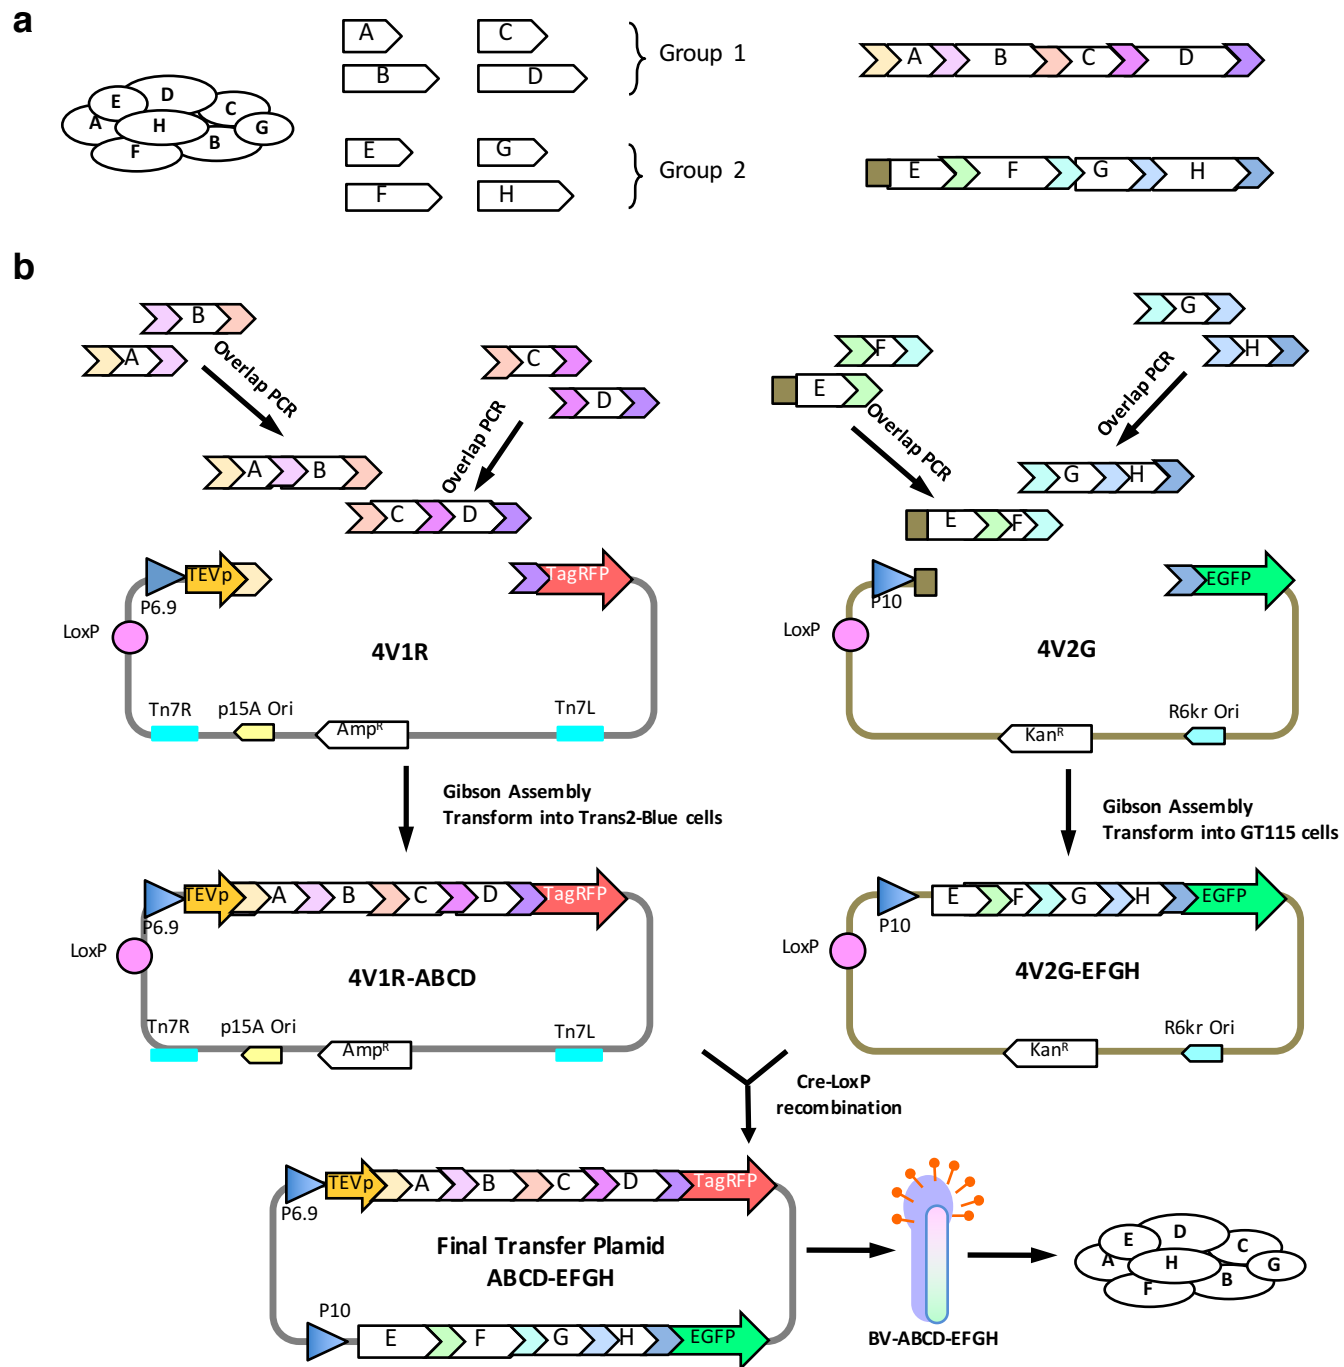 a
A
C
B
D
Group 1
A B C D
E
D
C
A
H
G
F
B
E
G
F
H
Group 2
E F G H
b
B
A
Overlap PCR
C
D
Overlap PCR
A B
C D
F
E
Overlap PCR
G
H
Overlap PCR
G H
E F
TEVp
TagRFP
P6.9
LoxP
4V1R
Tn7R
p15A Ori
AmpR
Tn7L
EGFP
P10
LoxP
4V2G
KanR
R6kr Ori
Gibson Assembly
Transform into Trans2-Blue cells
Gibson Assembly
Transform into GT115 cells
TEVp A B C D TagRFP
P6.9
LoxP
4V1R-ABCD
Tn7R
p15A Ori
AmpR
Tn7L
E F G H EGFP
P10
LoxP
4V2G-EFGH
KanR
R6kr Ori
Cre-LoxP
recombination
TEVp A B C D TagRFP
P6.9
Final Transfer Plamid
ABCD-EFGH
P10
E F G H EGFP
BV-ABCD-EFGH
E
D
C
A
H
G
F
B